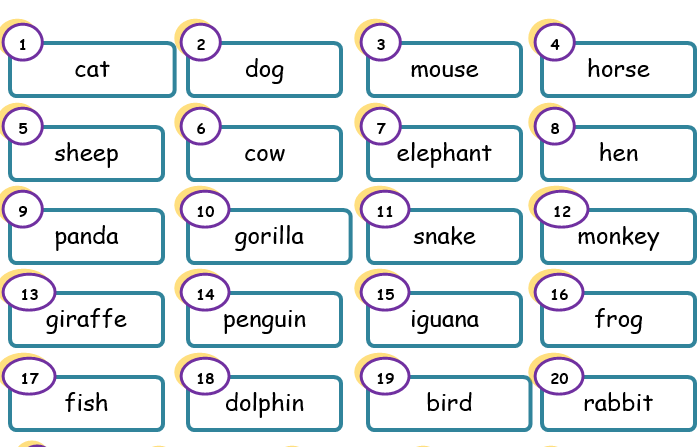 1 cat
2 dog
3 mouse
4 horse
5 sheep
6 cow
7 elephant
8 hen
9 panda
10 gorilla
11 snake
12 monkey
13 giraffe
14 penguin
15 iguana
16 frog
17 fish
18 dolphin
19 bird
20 rabbit